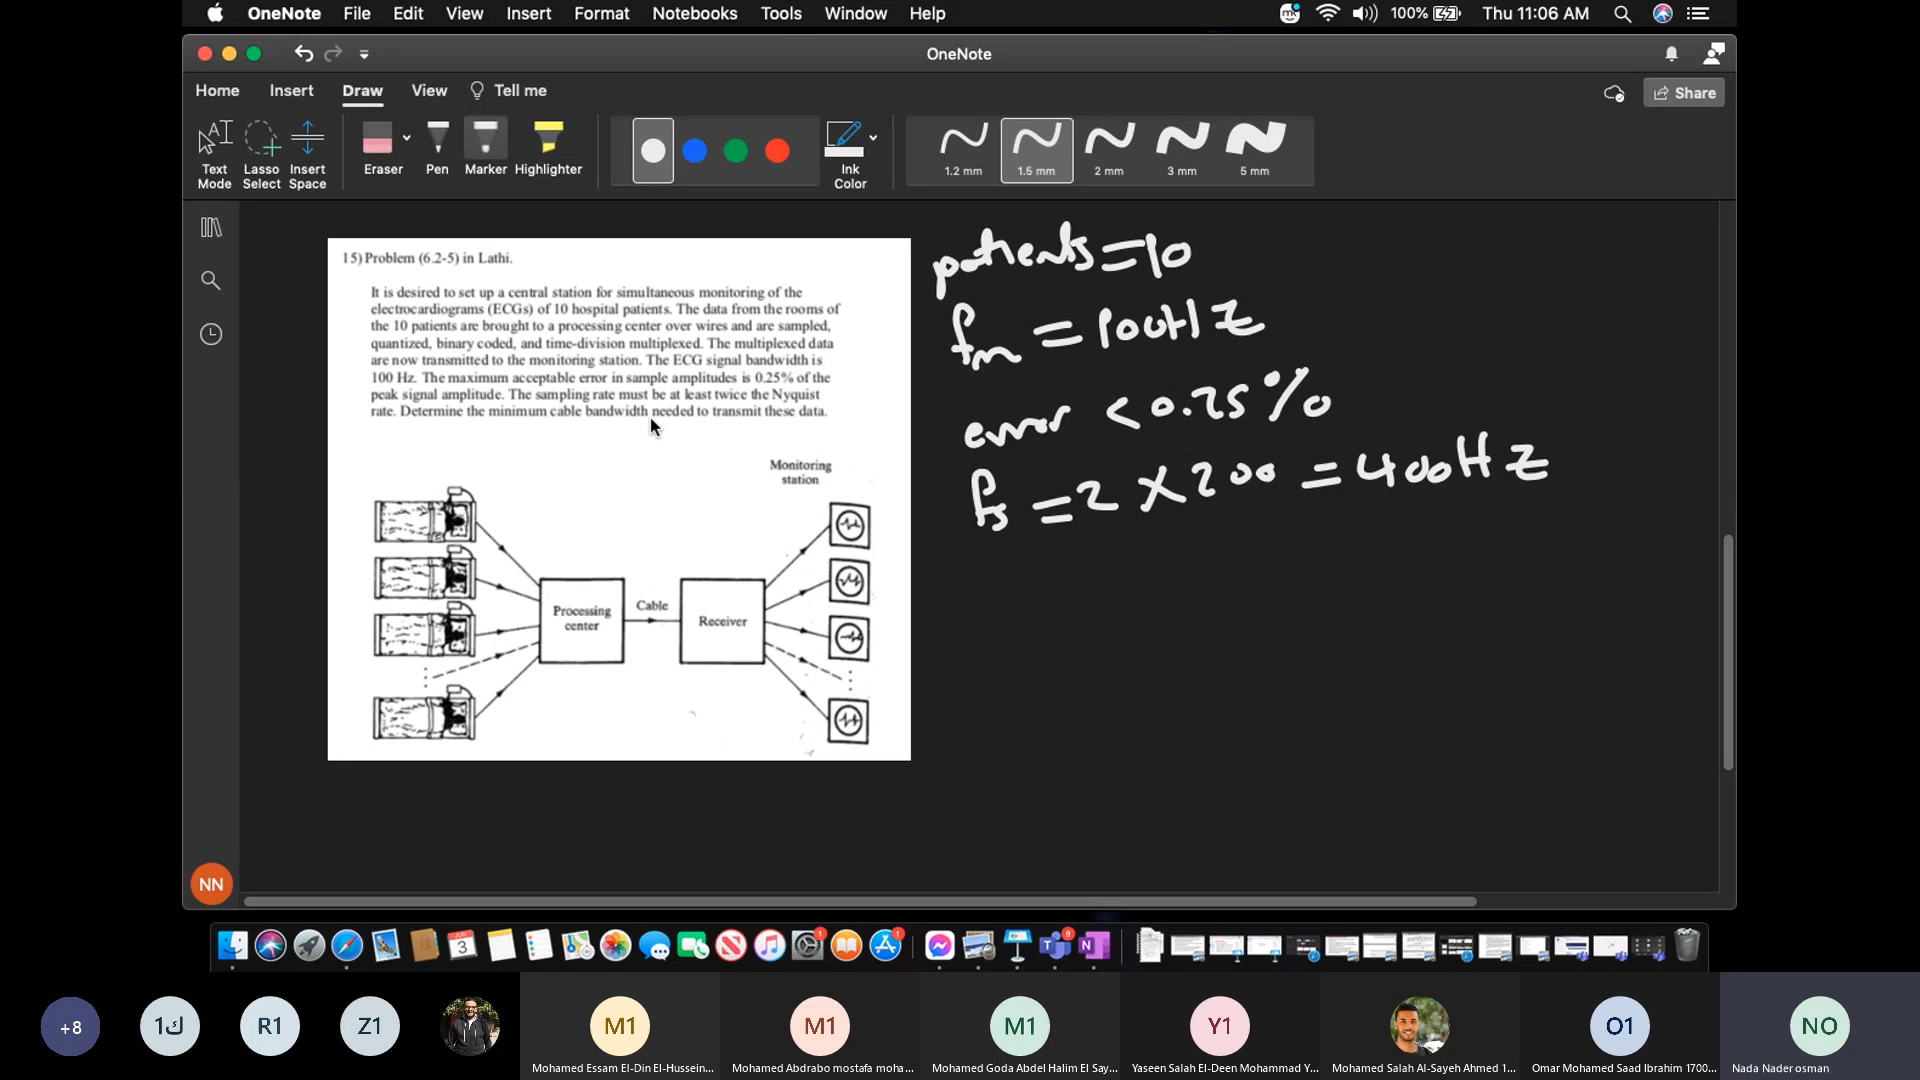 OneNote File Edit View Insert Format Notebooks Tools Window Help
100% Thu 11:06 AM
OneNote
Home Insert Draw View Tell me
Share
Text Mode
Lasso Select
Insert Space
Eraser
Pen
Marker
Highlighter
Ink Color
1.2 mm
1.5 mm
2 mm
3 mm
5 mm
15) Problem (6.2-5) in Lathi.
It is desired to set up a central station for simultaneous monitoring of the
electrocardiograms (ECGs) of 10 hospital patients. The data from the rooms of
the 10 patients are brought to a processing center over wires and are sampled,
quantized, binary coded, and time-division multiplexed. The multiplexed data
are now transmitted to the monitoring station. The ECG signal bandwidth is
100 Hz. The maximum acceptable error in sample amplitudes is 0.25% of the
peak signal amplitude. The sampling rate must be at least twice the Nyquist
rate. Determine the minimum cable bandwidth needed to transmit these data.
Monitoring
station
Processing
center
Cable
Receiver
patients = 10
fm = 100Hz
error < 0.25%
fs = 2 × 200 = 400Hz
NN
JUN 3
1
1
9
+8
1ك
R1
Z1
M1
M1
M1
Y1
O1
NO
Mohamed Essam El-Din El-Hussein...
Mohamed Abdrabo mostafa moha...
Mohamed Goda Abdel Halim El Say...
Yaseen Salah El-Deen Mohammad Y...
Mohamed Salah Al-Sayeh Ahmed 1...
Omar Mohamed Saad Ibrahim 1700...
Nada Nader osman